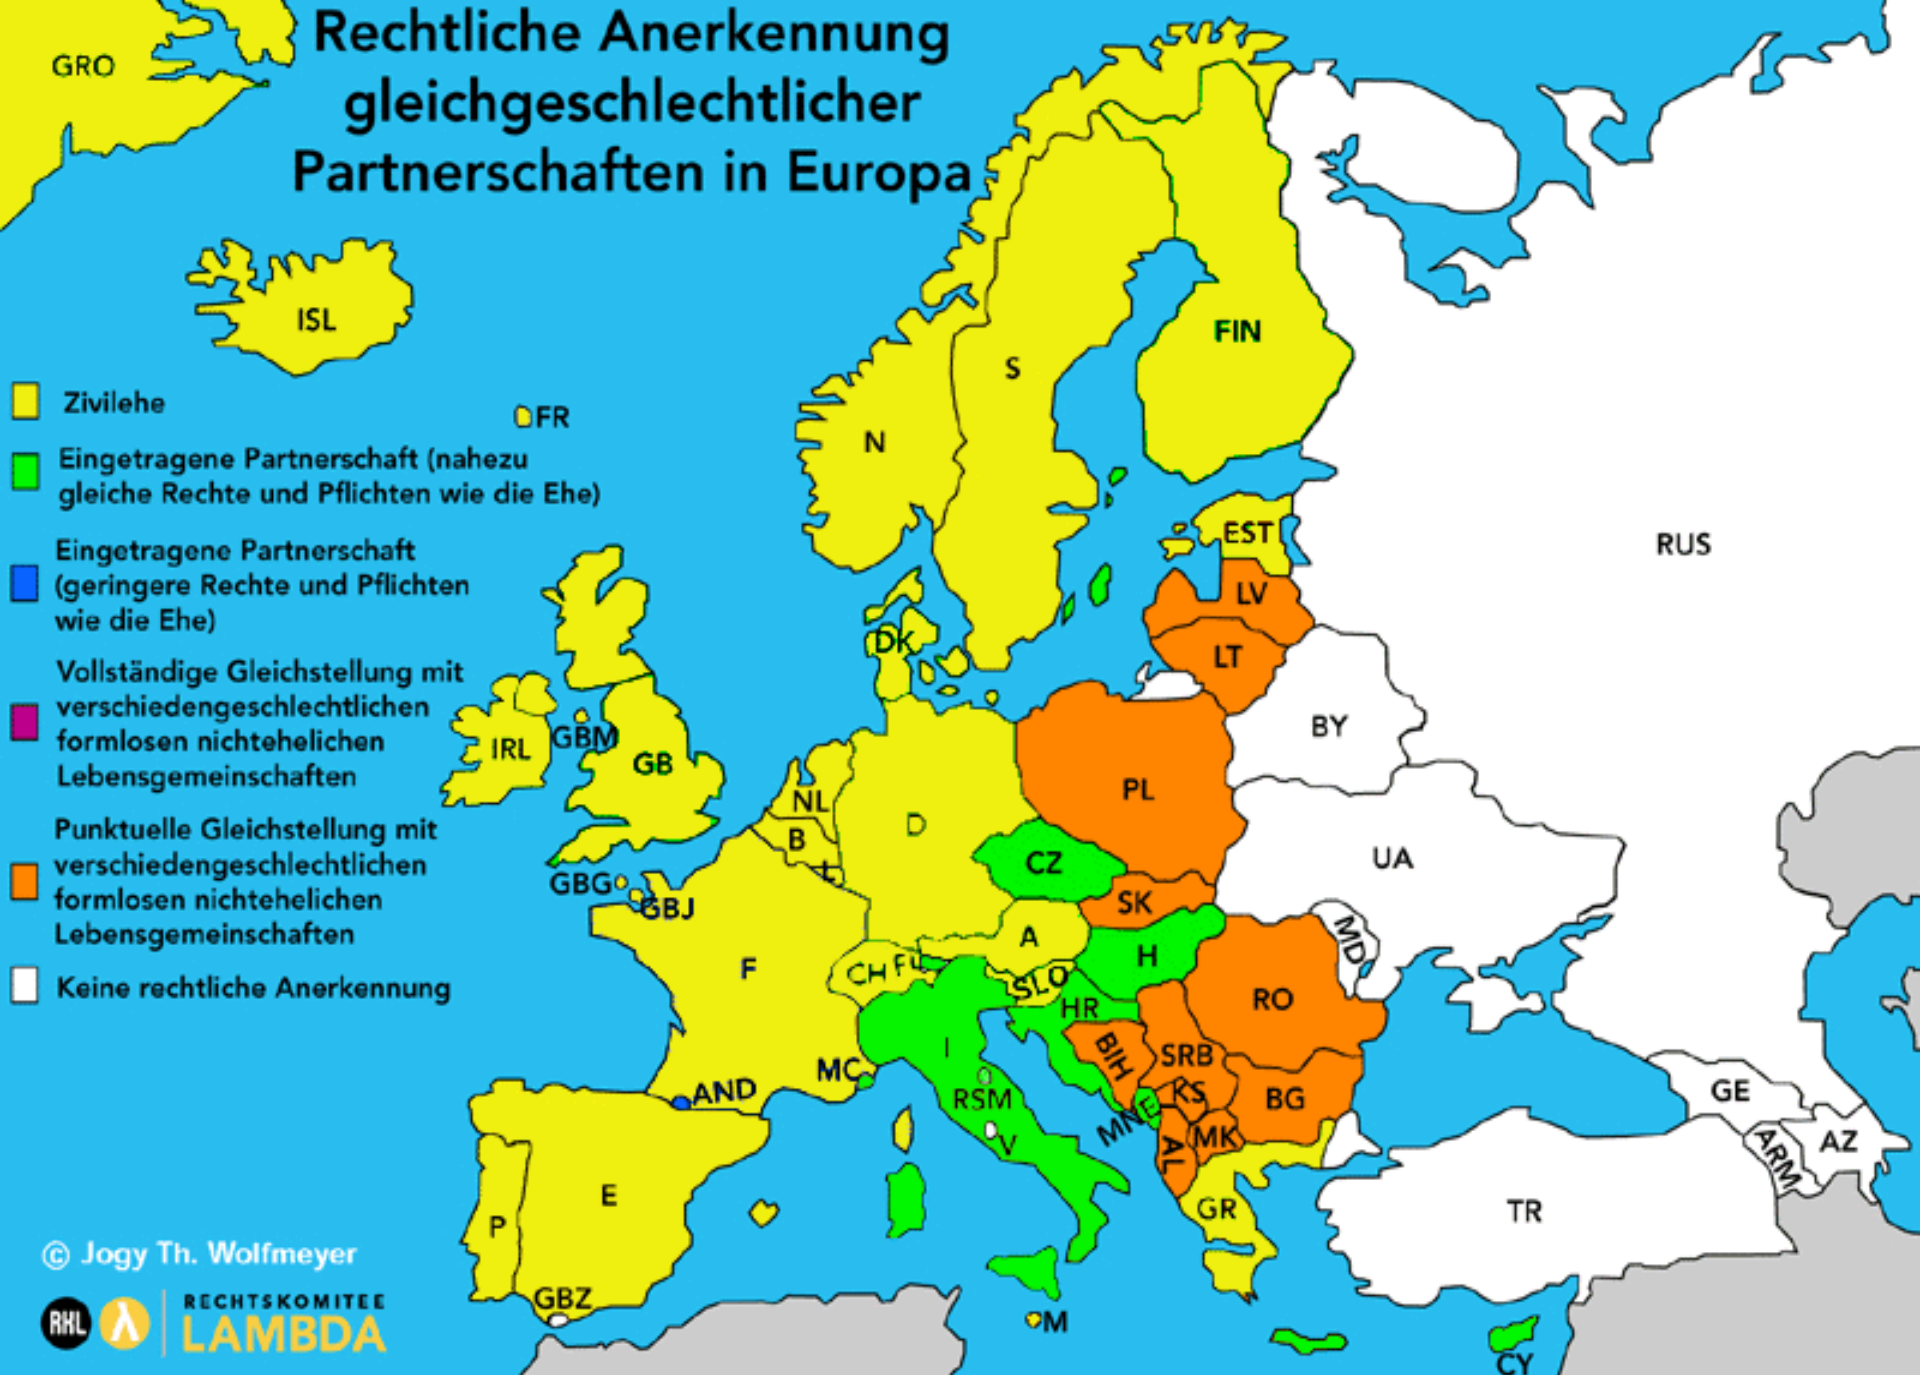 Rechtliche Anerkennung
gleichgeschlechtlicher
Partnerschaften in Europa
GRO
ISL
Zivilehe
FR
Eingetragene Partnerschaft (nahezu
gleiche Rechte und Pflichten wie die Ehe)
Eingetragene Partnerschaft
(geringere Rechte und Pflichten
wie die Ehe)
Vollständige Gleichstellung mit
verschiedengeschlechtlichen
formlosen nichtehelichen
Lebensgemeinschaften
Punktuelle Gleichstellung mit
verschiedengeschlechtlichen
formlosen nichtehelichen
Lebensgemeinschaften
Keine rechtliche Anerkennung
FIN
S
N
EST
RUS
LV
DK
LT
BY
IRL
GBM
GB
PL
NL
D
B
L
CZ
UA
GBG
GBJ
SK
A
MD
F
CH
FL
H
SLO
RO
HR
I
BIH
SRB
MC
AND
RSM
KS
BG
GE
MNE
V
MK
AL
ARM
AZ
E
P
GR
TR
GBZ
M
CY
© Jogy Th. Wolfmeyer
RKL
λ
RECHTSKOMITEE
LAMBDA